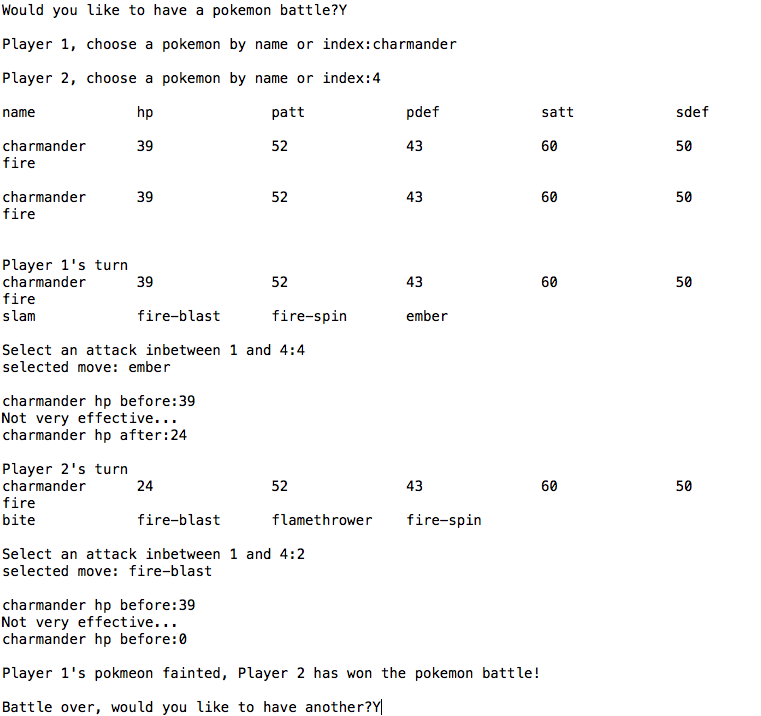 Would you like to have a pokemon battle?Y
Player 1, choose a pokemon by name or index:charmander
Player 2, choose a pokemon by name or index:4
name hp patt pdef satt sdef
charmander 39 52 43 60 50
fire
charmander 39 52 43 60 50
fire
Player 1's turn
charmander 39 52 43 60 50
fire
slam fire-blast fire-spin ember
Select an attack inbetween 1 and 4:4
selected move: ember
charmander hp before:39
Not very effective...
charmander hp after:24
Player 2's turn
charmander 24 52 43 60 50
fire
bite fire-blast flamethrower fire-spin
Select an attack inbetween 1 and 4:2
selected move: fire-blast
charmander hp before:39
Not very effective...
charmander hp before:0
Player 1's pokmeon fainted, Player 2 has won the pokemon battle!
Battle over, would you like to have another?Y